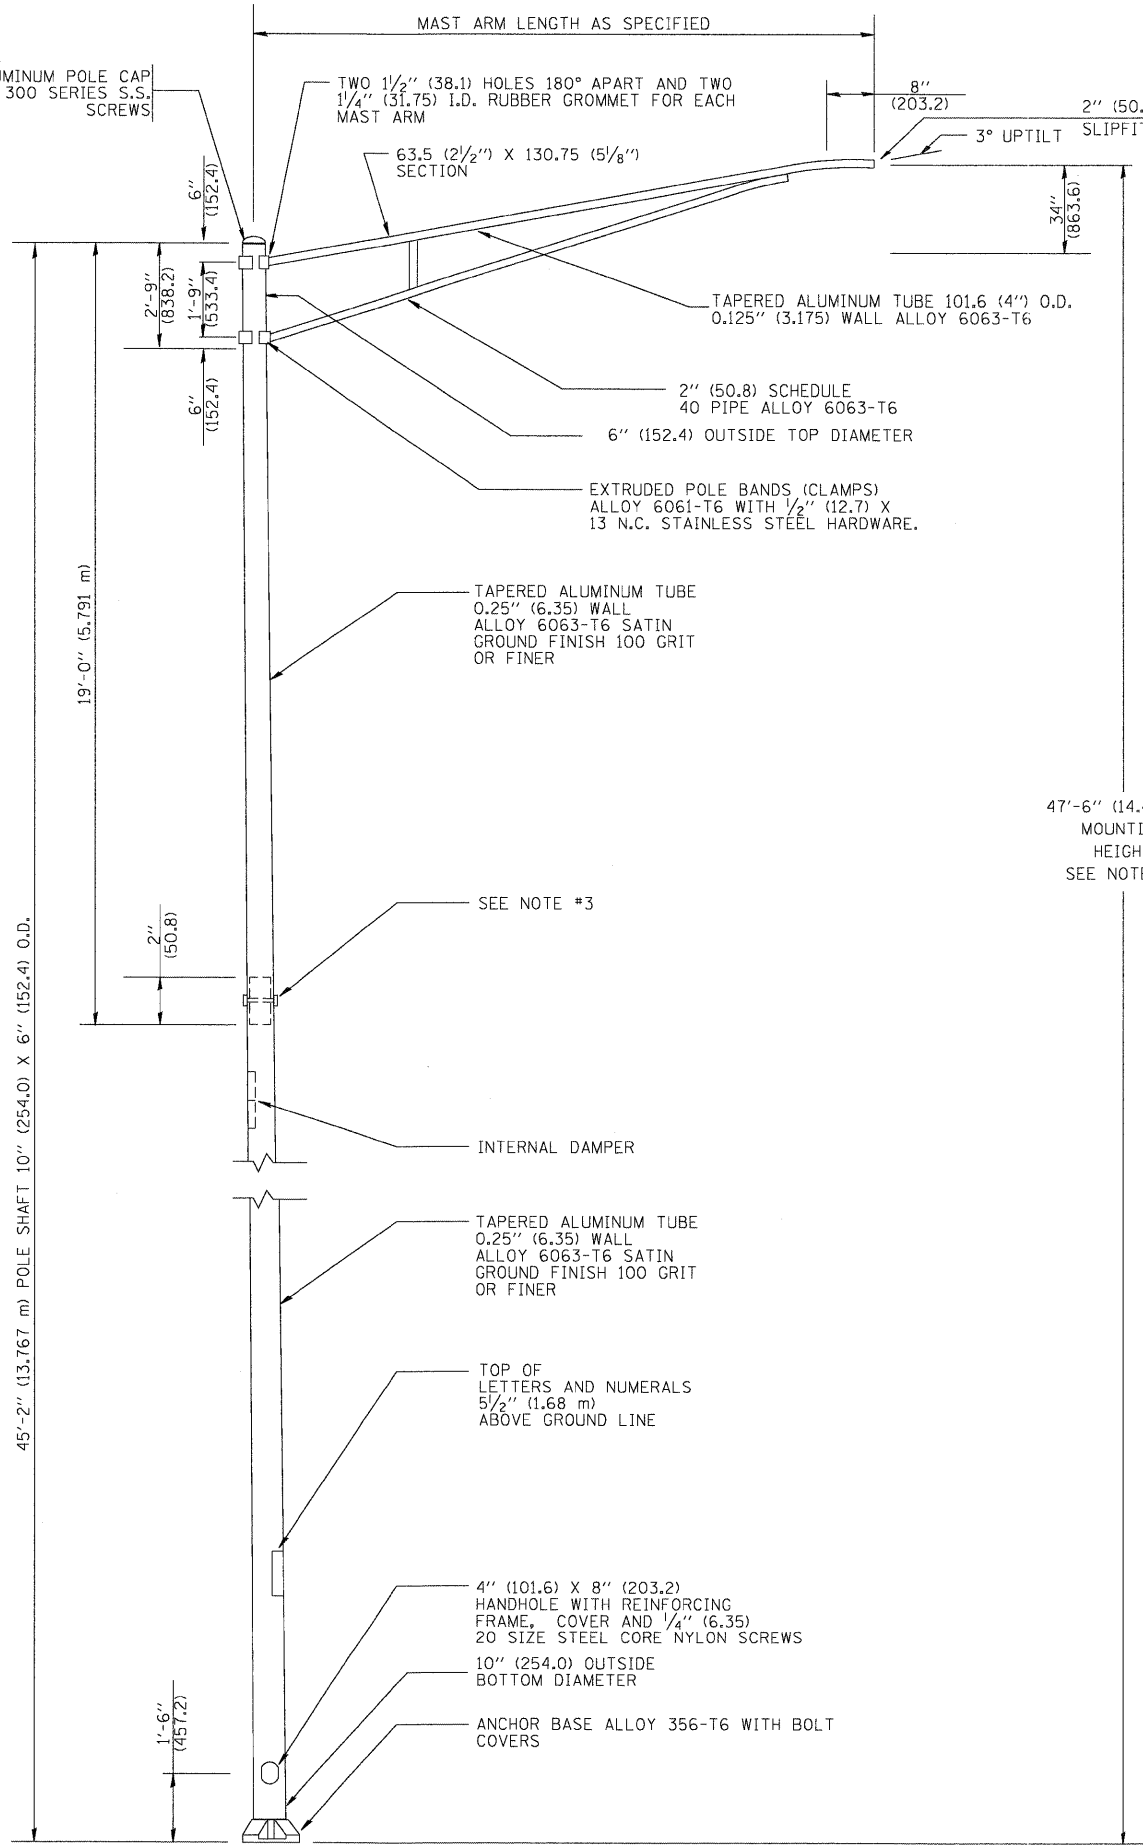 MAST ARM LENGTH AS SPECIFIED
POLE CAP
300 SERIES S.S.
SCREWS
TWO 1 1/2" (38.1) HOLES 180° APART AND TWO
1 1/4" (31.75) I.D. RUBBER GROMMET FOR EACH
MAST ARM
8"
(203.2)
2"
3° UPTILT
63.5 (2 1/2") X 130.75 (5 1/8")
SECTION
6"
(152.4)
34"
(863.6)
2'-9"
(838.2)
1'-9"
(533.4)
TAPERED ALUMINUM TUBE 101.6 (4") O.D.
0.125" (3.175) WALL ALLOY 6063-T6
6"
(152.4)
2" (50.8) SCHEDULE
40 PIPE ALLOY 6063-T6
6" (152.4) OUTSIDE TOP DIAMETER
EXTRUDED POLE BANDS (CLAMPS)
ALLOY 6061-T6 WITH 1/2" (12.7) X
13 N.C. STAINLESS STEEL HARDWARE.
19'-0" (5.791 m)
TAPERED ALUMINUM TUBE
0.25" (6.35) WALL
ALLOY 6063-T6 SATIN
GROUND FINISH 100 GRIT
OR FINER
47'-6"
SEE NOTE
SEE NOTE #3
2"
(50.8)
45'-2" (13.767 m) POLE SHAFT 10" (254.0) X 6" (152.4) O.D.
INTERNAL DAMPER
TAPERED ALUMINUM TUBE
0.25" (6.35) WALL
ALLOY 6063-T6 SATIN
GROUND FINISH 100 GRIT
OR FINER
TOP OF
LETTERS AND NUMERALS
5 1/2" (1.68 m)
ABOVE GROUND LINE
4" (101.6) X 8" (203.2)
HANDHOLE WITH REINFORCING
FRAME, COVER AND 1/4" (6.35)
20 SIZE STEEL CORE NYLON SCREWS
10" (254.0) OUTSIDE
BOTTOM DIAMETER
1'-6"
(457.2)
ANCHOR BASE ALLOY 356-T6 WITH BOLT
COVERS